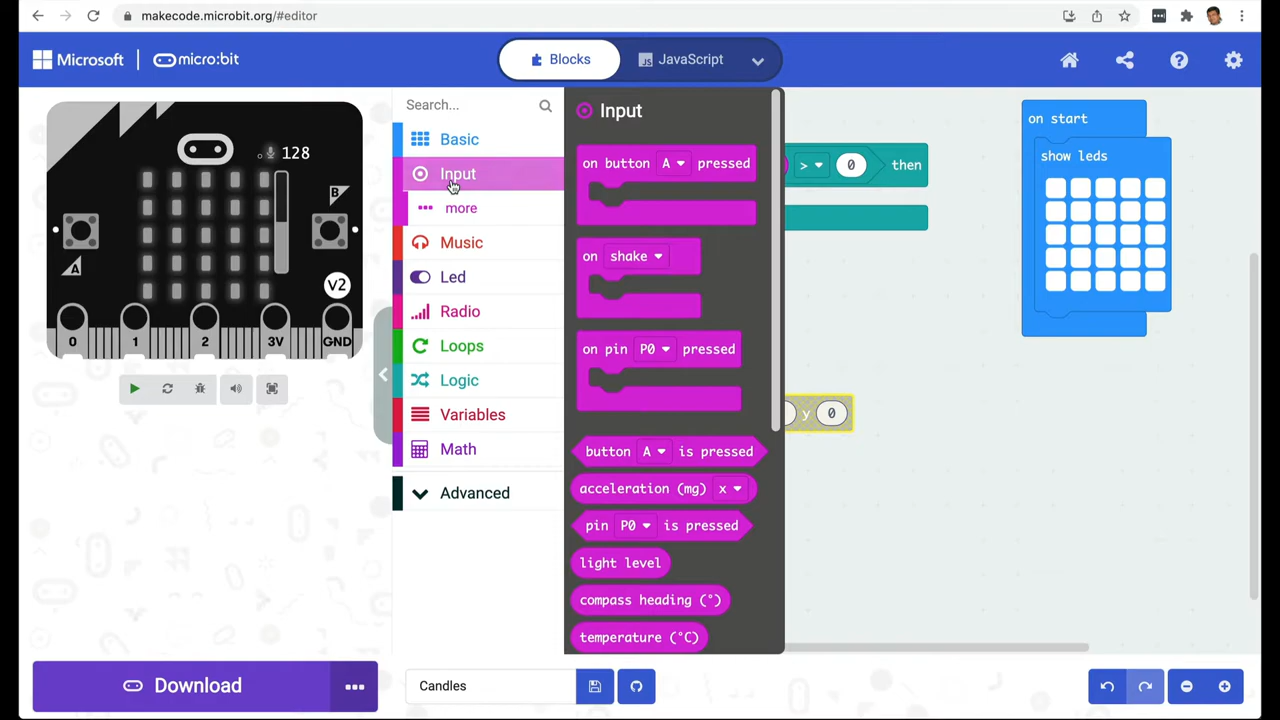 makecode.microbit.org/#editor
Microsoft
micro:bit
Blocks
JavaScript
128
B
A
V2
0
1
2
3V
GND
Download
Search...
Basic
Input
more
Music
Led
Radio
Loops
Logic
Variables
Math
Advanced
Input
on button A pressed
on shake
on pin P0 pressed
button A is pressed
acceleration (mg) x
pin P0 is pressed
light level
compass heading (°)
temperature (°C)
> 0 then
y 0
on start
show leds
Candles